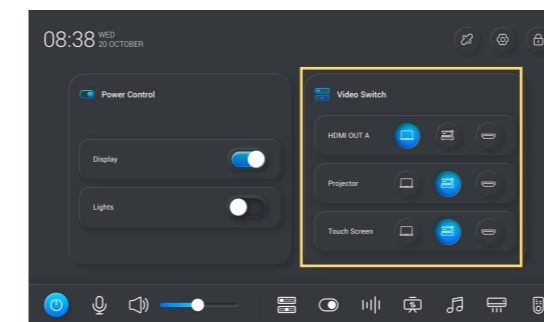 08:38 WED
20 OCTOBER
Power Control
Display
Lights
Video Switch
HDMI OUT A
Projector
Touch Screen